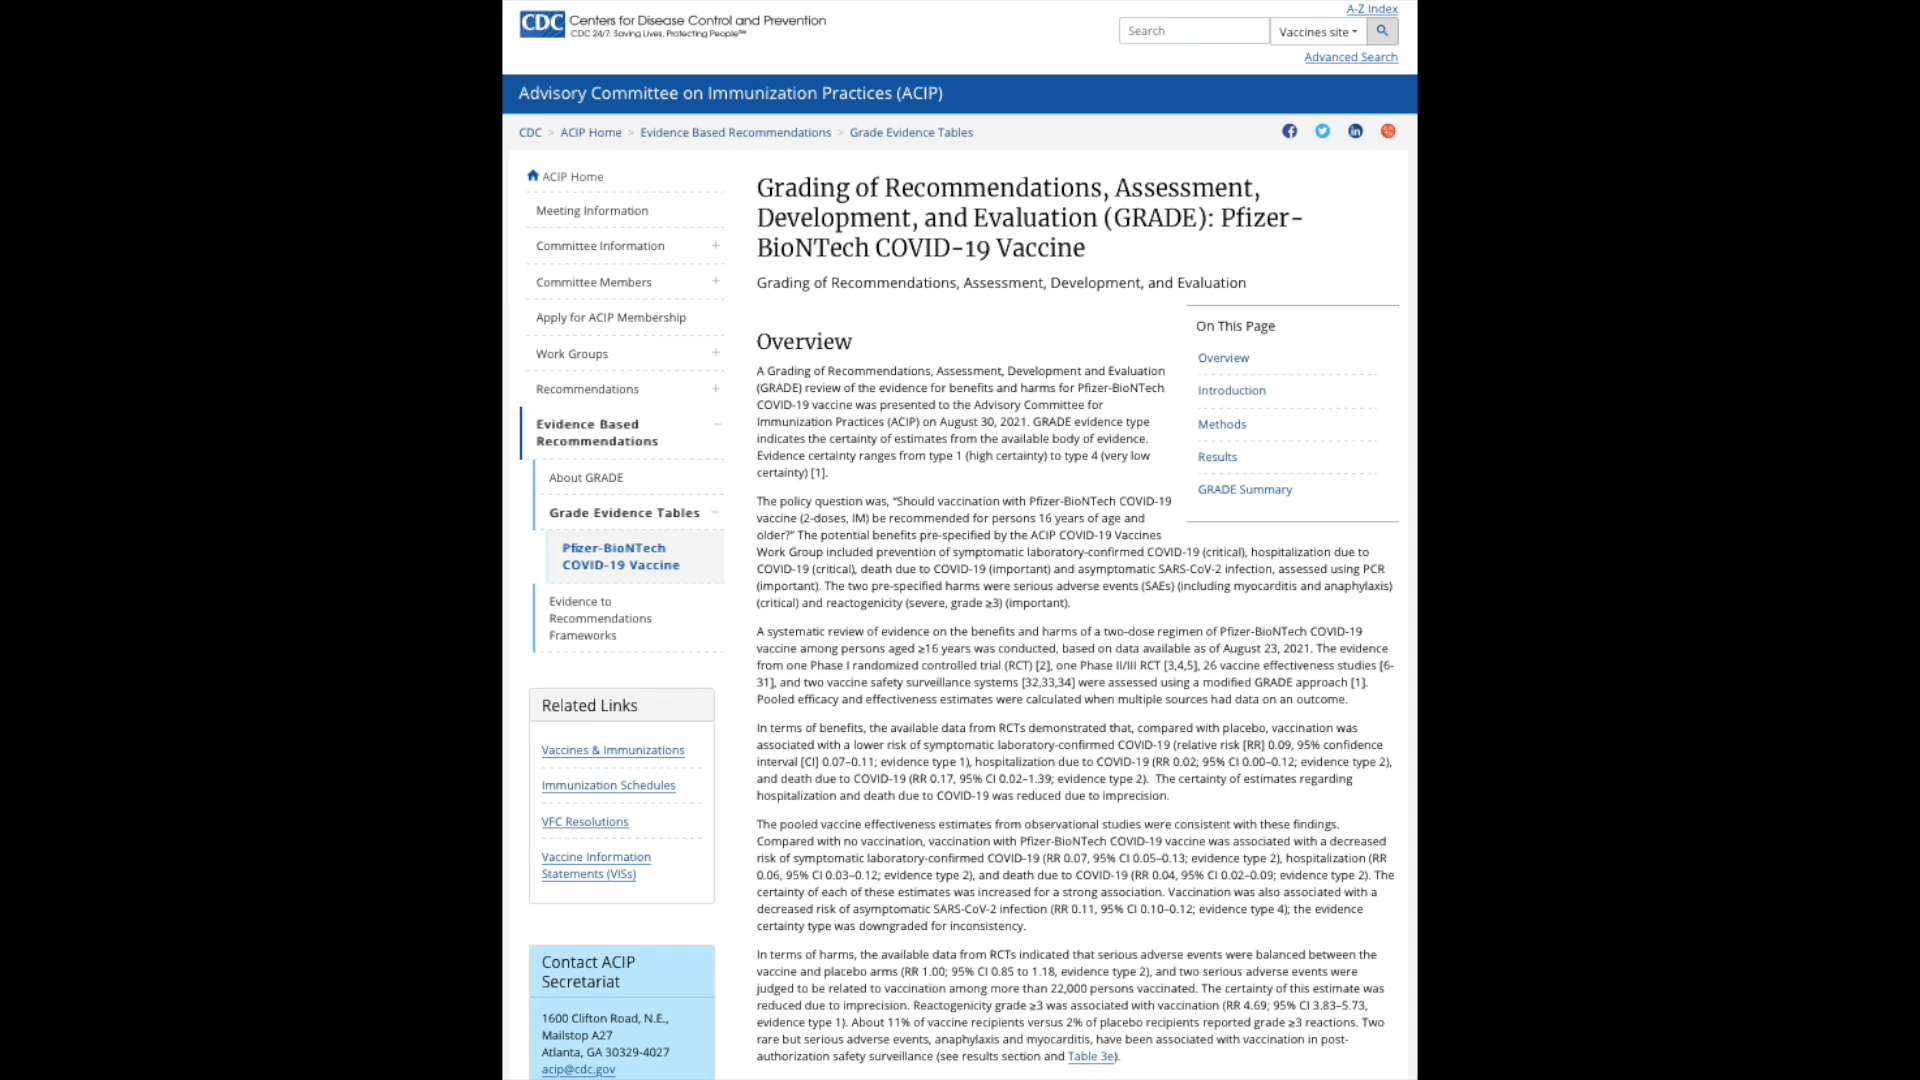 CDC Centers for Disease Control and Prevention
CDC 24/7: Saving Lives, Protecting People™
A-Z Index
Search
Vaccines site
Advanced Search
Advisory Committee on Immunization Practices (ACIP)
CDC > ACIP Home > Evidence Based Recommendations > Grade Evidence Tables
ACIP Home
Meeting Information
Committee Information +
Committee Members +
Apply for ACIP Membership
Work Groups +
Recommendations +
Evidence Based –
Recommendations
About GRADE
Grade Evidence Tables –
Pfizer-BioNTech
COVID-19 Vaccine
Evidence to
Recommendations
Frameworks
Related Links
Vaccines & Immunizations
Immunization Schedules
VFC Resolutions
Vaccine Information
Statements (VISs)
Contact ACIP
Secretariat
1600 Clifton Road, N.E.,
Mailstop A27
Atlanta, GA 30329-4027
acip@cdc.gov
Grading of Recommendations, Assessment,
Development, and Evaluation (GRADE): Pfizer-
BioNTech COVID-19 Vaccine
Grading of Recommendations, Assessment, Development, and Evaluation
On This Page
Overview
Introduction
Methods
Results
GRADE Summary
Overview
A Grading of Recommendations, Assessment, Development and Evaluation
(GRADE) review of the evidence for benefits and harms for Pfizer-BioNTech
COVID-19 vaccine was presented to the Advisory Committee for
Immunization Practices (ACIP) on August 30, 2021. GRADE evidence type
indicates the certainty of estimates from the available body of evidence.
Evidence certainty ranges from type 1 (high certainty) to type 4 (very low
certainty) [1].
The policy question was, “Should vaccination with Pfizer-BioNTech COVID-19
vaccine (2-doses, IM) be recommended for persons 16 years of age and
older?” The potential benefits pre-specified by the ACIP COVID-19 Vaccines
Work Group included prevention of symptomatic laboratory-confirmed COVID-19 (critical), hospitalization due to
COVID-19 (critical), death due to COVID-19 (important) and asymptomatic SARS-CoV-2 infection, assessed using PCR
(important). The two pre-specified harms were serious adverse events (SAEs) (including myocarditis and anaphylaxis)
(critical) and reactogenicity (severe, grade ≥3) (important).
A systematic review of evidence on the benefits and harms of a two-dose regimen of Pfizer-BioNTech COVID-19
vaccine among persons aged ≥16 years was conducted, based on data available as of August 23, 2021. The evidence
from one Phase I randomized controlled trial (RCT) [2], one Phase II/III RCT [3,4,5], 26 vaccine effectiveness studies [6-
31], and two vaccine safety surveillance systems [32,33,34] were assessed using a modified GRADE approach [1].
Pooled efficacy and effectiveness estimates were calculated when multiple sources had data on an outcome.
In terms of benefits, the available data from RCTs demonstrated that, compared with placebo, vaccination was
associated with a lower risk of symptomatic laboratory-confirmed COVID-19 (relative risk [RR] 0.09, 95% confidence
interval [CI] 0.07–0.11; evidence type 1), hospitalization due to COVID-19 (RR 0.02; 95% CI 0.00–0.12; evidence type 2),
and death due to COVID-19 (RR 0.17, 95% CI 0.02–1.39; evidence type 2). The certainty of estimates regarding
hospitalization and death due to COVID-19 was reduced due to imprecision.
The pooled vaccine effectiveness estimates from observational studies were consistent with these findings.
Compared with no vaccination, vaccination with Pfizer-BioNTech COVID-19 vaccine was associated with a decreased
risk of symptomatic laboratory-confirmed COVID-19 (RR 0.07, 95% CI 0.05–0.13; evidence type 2), hospitalization (RR
0.06, 95% CI 0.03–0.12; evidence type 2), and death due to COVID-19 (RR 0.04, 95% CI 0.02–0.09; evidence type 2). The
certainty of each of these estimates was increased for a strong association. Vaccination was also associated with a
decreased risk of asymptomatic SARS-CoV-2 infection (RR 0.11, 95% CI 0.10–0.12; evidence type 4); the evidence
certainty type was downgraded for inconsistency.
In terms of harms, the available data from RCTs indicated that serious adverse events were balanced between the
vaccine and placebo arms (RR 1.00; 95% CI 0.85 to 1.18, evidence type 2), and two serious adverse events were
judged to be related to vaccination among more than 22,000 persons vaccinated. The certainty of this estimate was
reduced due to imprecision. Reactogenicity grade ≥3 was associated with vaccination (RR 4.69; 95% CI 3.83–5.73,
evidence type 1). About 11% of vaccine recipients versus 2% of placebo recipients reported grade ≥3 reactions. Two
rare but serious adverse events, anaphylaxis and myocarditis, have been associated with vaccination in post-
authorization safety surveillance (see results section and Table 3e).